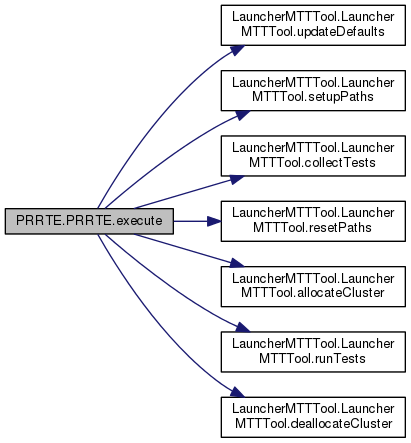 LauncherMTTTool.Launcher
MTTTool.updateDefaults
LauncherMTTTool.Launcher
MTTTool.setupPaths
LauncherMTTTool.Launcher
MTTTool.collectTests
PRRTE.PRRTE.execute
LauncherMTTTool.Launcher
MTTTool.resetPaths
LauncherMTTTool.Launcher
MTTTool.allocateCluster
LauncherMTTTool.Launcher
MTTTool.runTests
LauncherMTTTool.Launcher
MTTTool.deallocateCluster